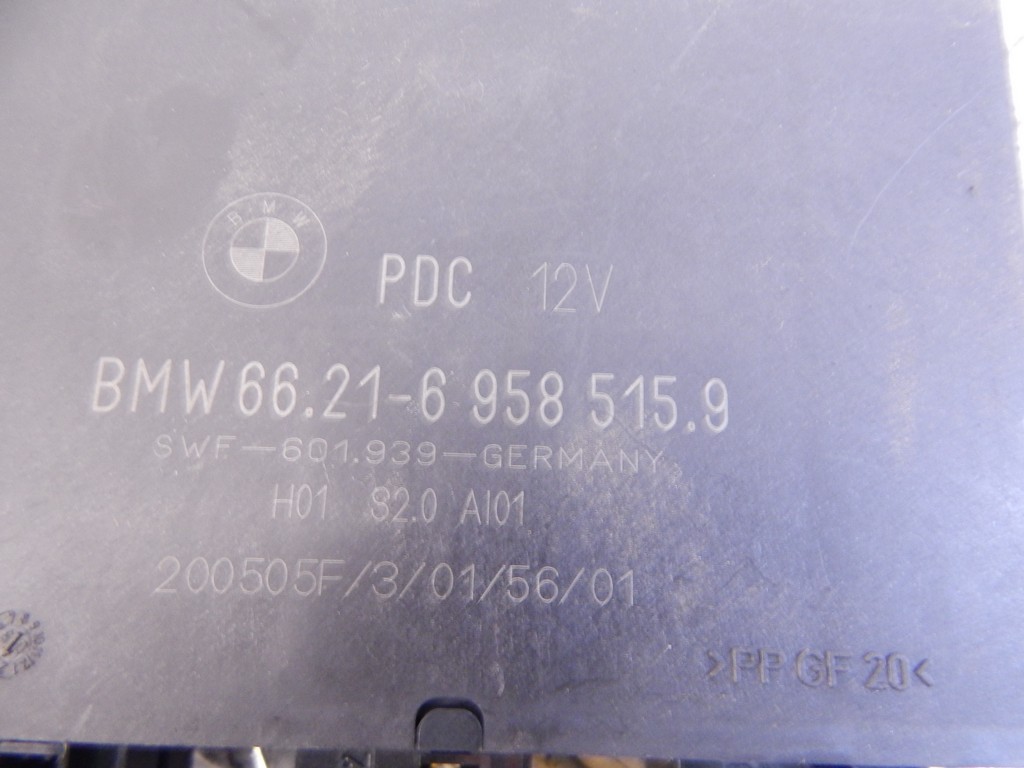 BMW
PDC 12V
BMW 66.21-6 958 515.9
SWF-601.939-GERMANY
H01 S2.0 AI01
200505F/3/01/56/01
>PP GF 20<